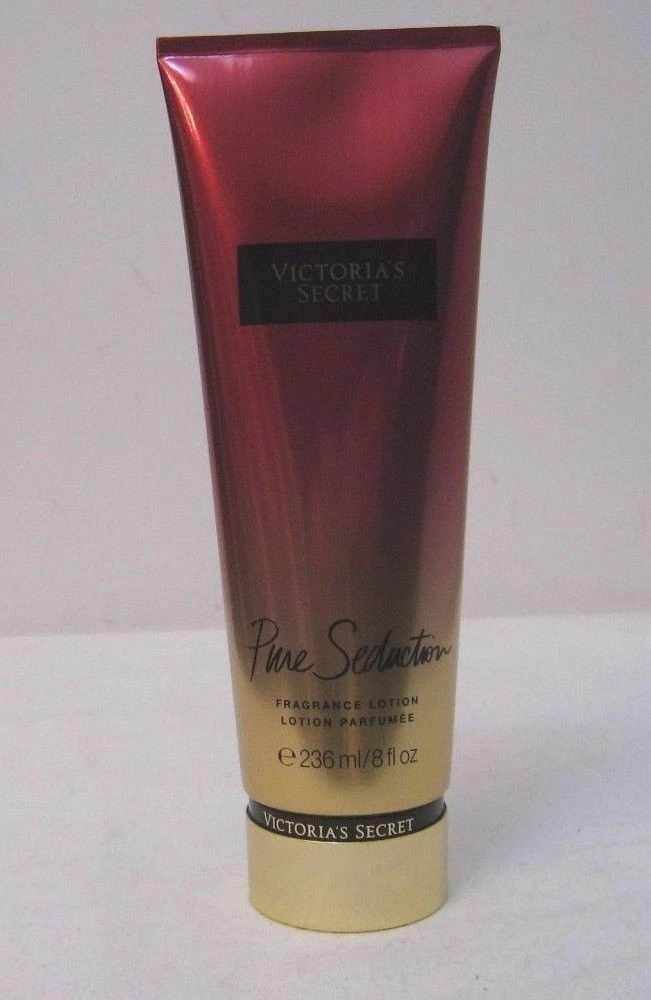 VICTORIA'S
SECRET
Pure Seduction
FRAGRANCE LOTION
LOTION PARFUMÉE
℮ 236 ml/8 fl oz
VICTORIA'S SECRET